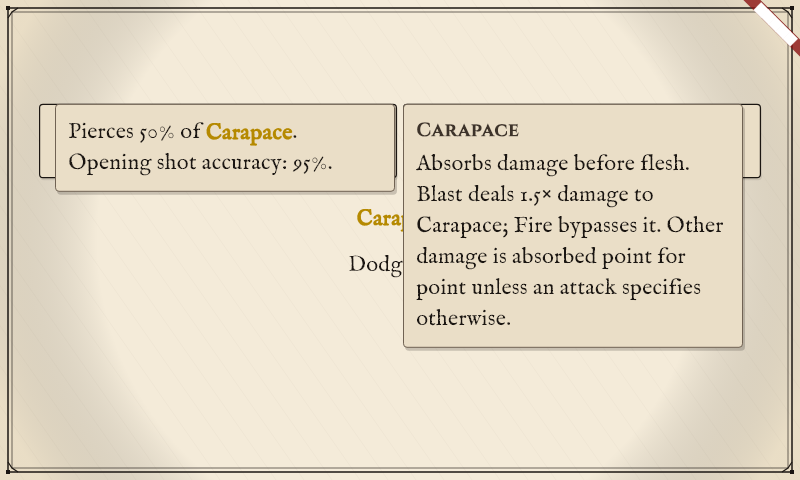 Pierces 50% of Carapace.
Opening shot accuracy: 95%.
CARAPACE
Absorbs damage before flesh.
Blast deals 1.5× damage to
Carapace; Fire bypasses it. Other
damage is absorbed point for
point unless an attack specifies
otherwise.